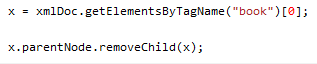 x = xmlDoc.getElementsByTagName("book")[0];
x.parentNode.removeChild(x);